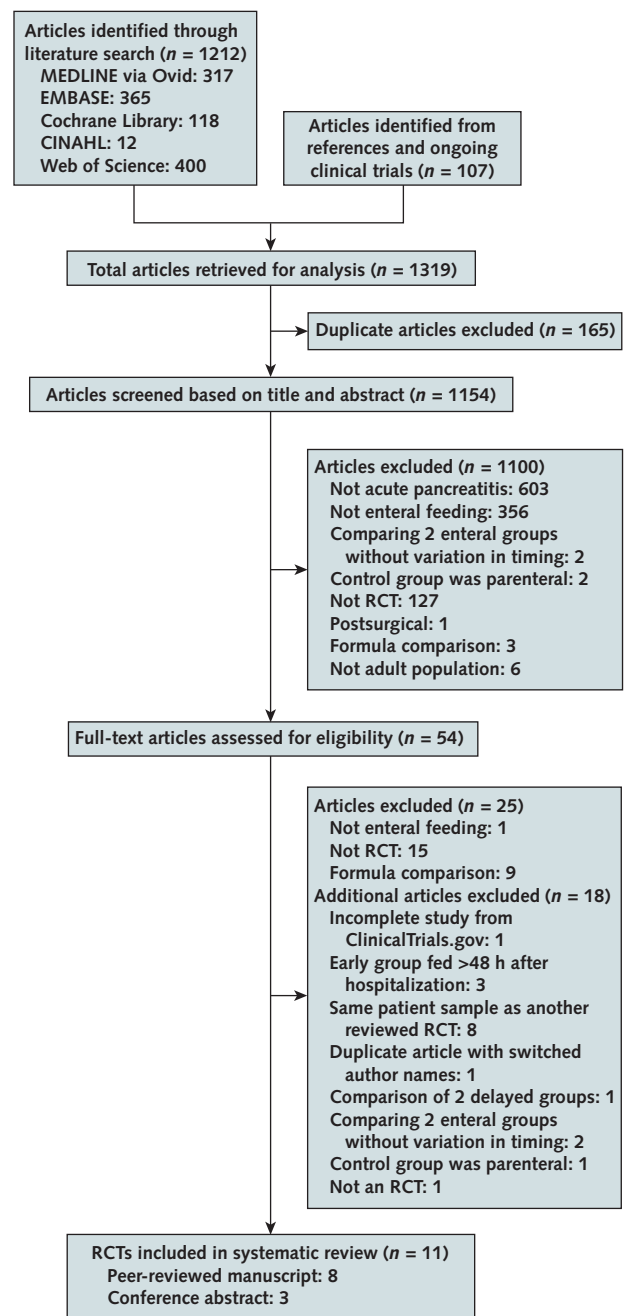 Articles identified through
literature search (n = 1212)
MEDLINE via Ovid: 317
EMBASE: 365
Cochrane Library: 118
CINAHL: 12
Web of Science: 400
Articles identified from
references and ongoing
clinical trials (n = 107)
Total articles retrieved for analysis (n = 1319)
Duplicate articles excluded (n = 165)
Articles screened based on title and abstract (n = 1154)
Articles excluded (n = 1100)
Not acute pancreatitis: 603
Not enteral feeding: 356
Comparing 2 enteral groups
without variation in timing: 2
Control group was parenteral: 2
Not RCT: 127
Postsurgical: 1
Formula comparison: 3
Not adult population: 6
Full-text articles assessed for eligibility (n = 54)
Articles excluded (n = 25)
Not enteral feeding: 1
Not RCT: 15
Formula comparison: 9
Additional articles excluded (n = 18)
Incomplete study from
ClinicalTrials.gov: 1
Early group fed >48 h after
hospitalization: 3
Same patient sample as another
reviewed RCT: 8
Duplicate article with switched
author names: 1
Comparison of 2 delayed groups: 1
Comparing 2 enteral groups
without variation in timing: 2
Control group was parenteral: 1
Not an RCT: 1
RCTs included in systematic review (n = 11)
Peer-reviewed manuscript: 8
Conference abstract: 3